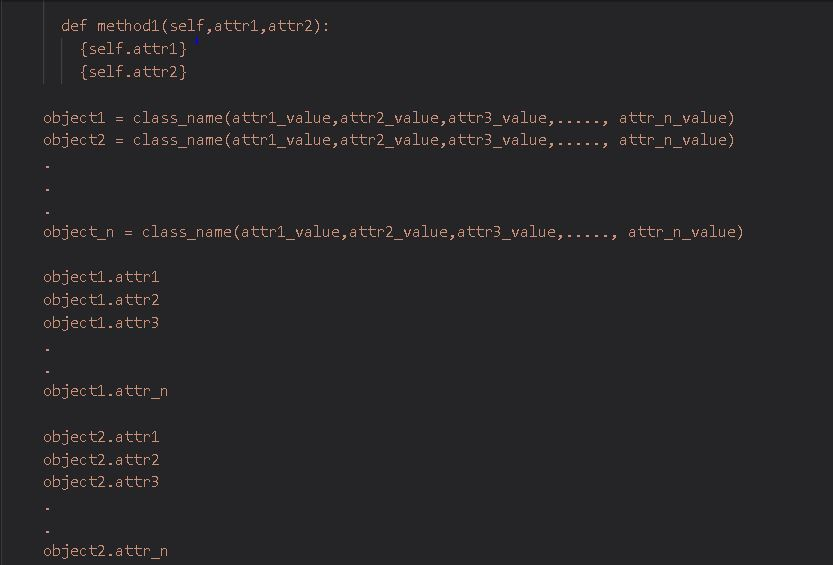 def method1(self,attr1,attr2):
{self.attr1}
{self.attr2}
object1 = class_name(attr1_value,attr2_value,attr3_value,....., attr_n_value)
object2 = class_name(attr1_value,attr2_value,attr3_value,....., attr_n_value)
.
.
.
object_n = class_name(attr1_value,attr2_value,attr3_value,....., attr_n_value)
object1.attr1
object1.attr2
object1.attr3
.
.
object1.attr_n
object2.attr1
object2.attr2
object2.attr3
.
.
object2.attr_n